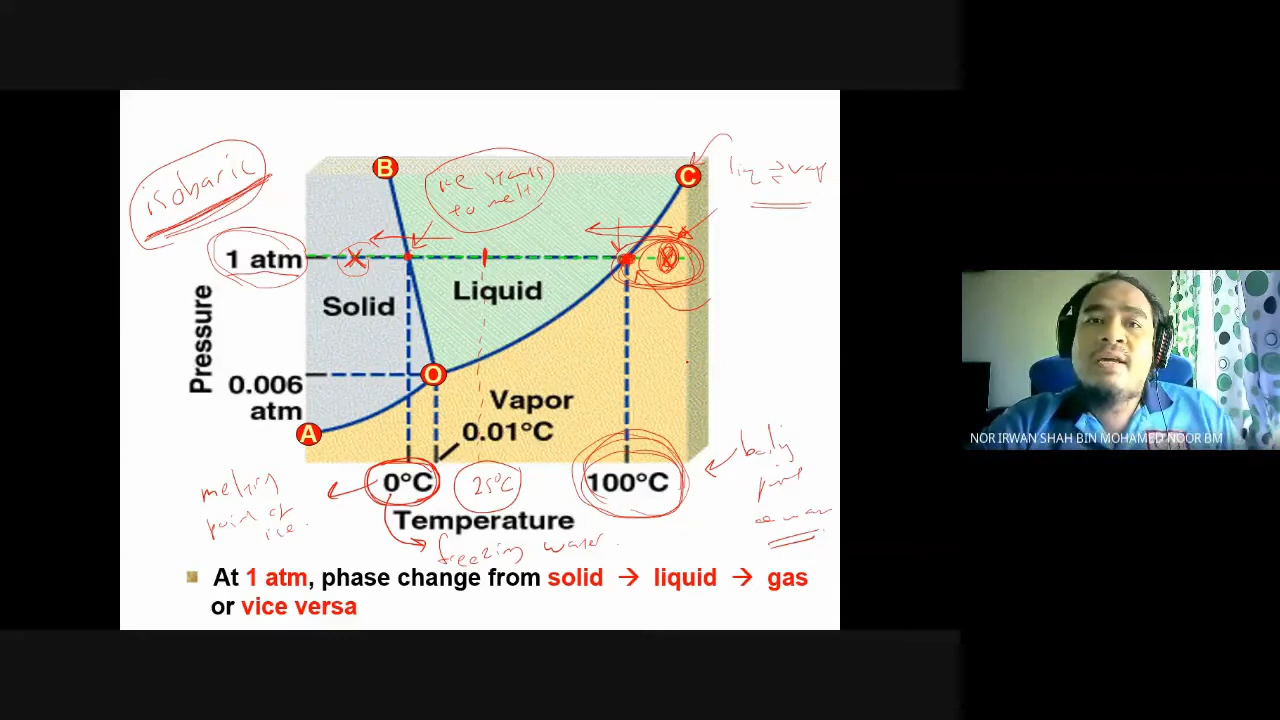 isobaric
B
ice starts
to melt
C
liq ⇌ vap
1 atm
Solid
Liquid
Pressure
0.006
atm
O
Vapor
0.01°C
A
0°C
25°C
100°C
Temperature
melting
point of
ice.
freezing water.
point
At 1 atm, phase change from solid → liquid → gas
or vice versa
NOR IRWAN SHAH BIN MOHAMED NOOR BM